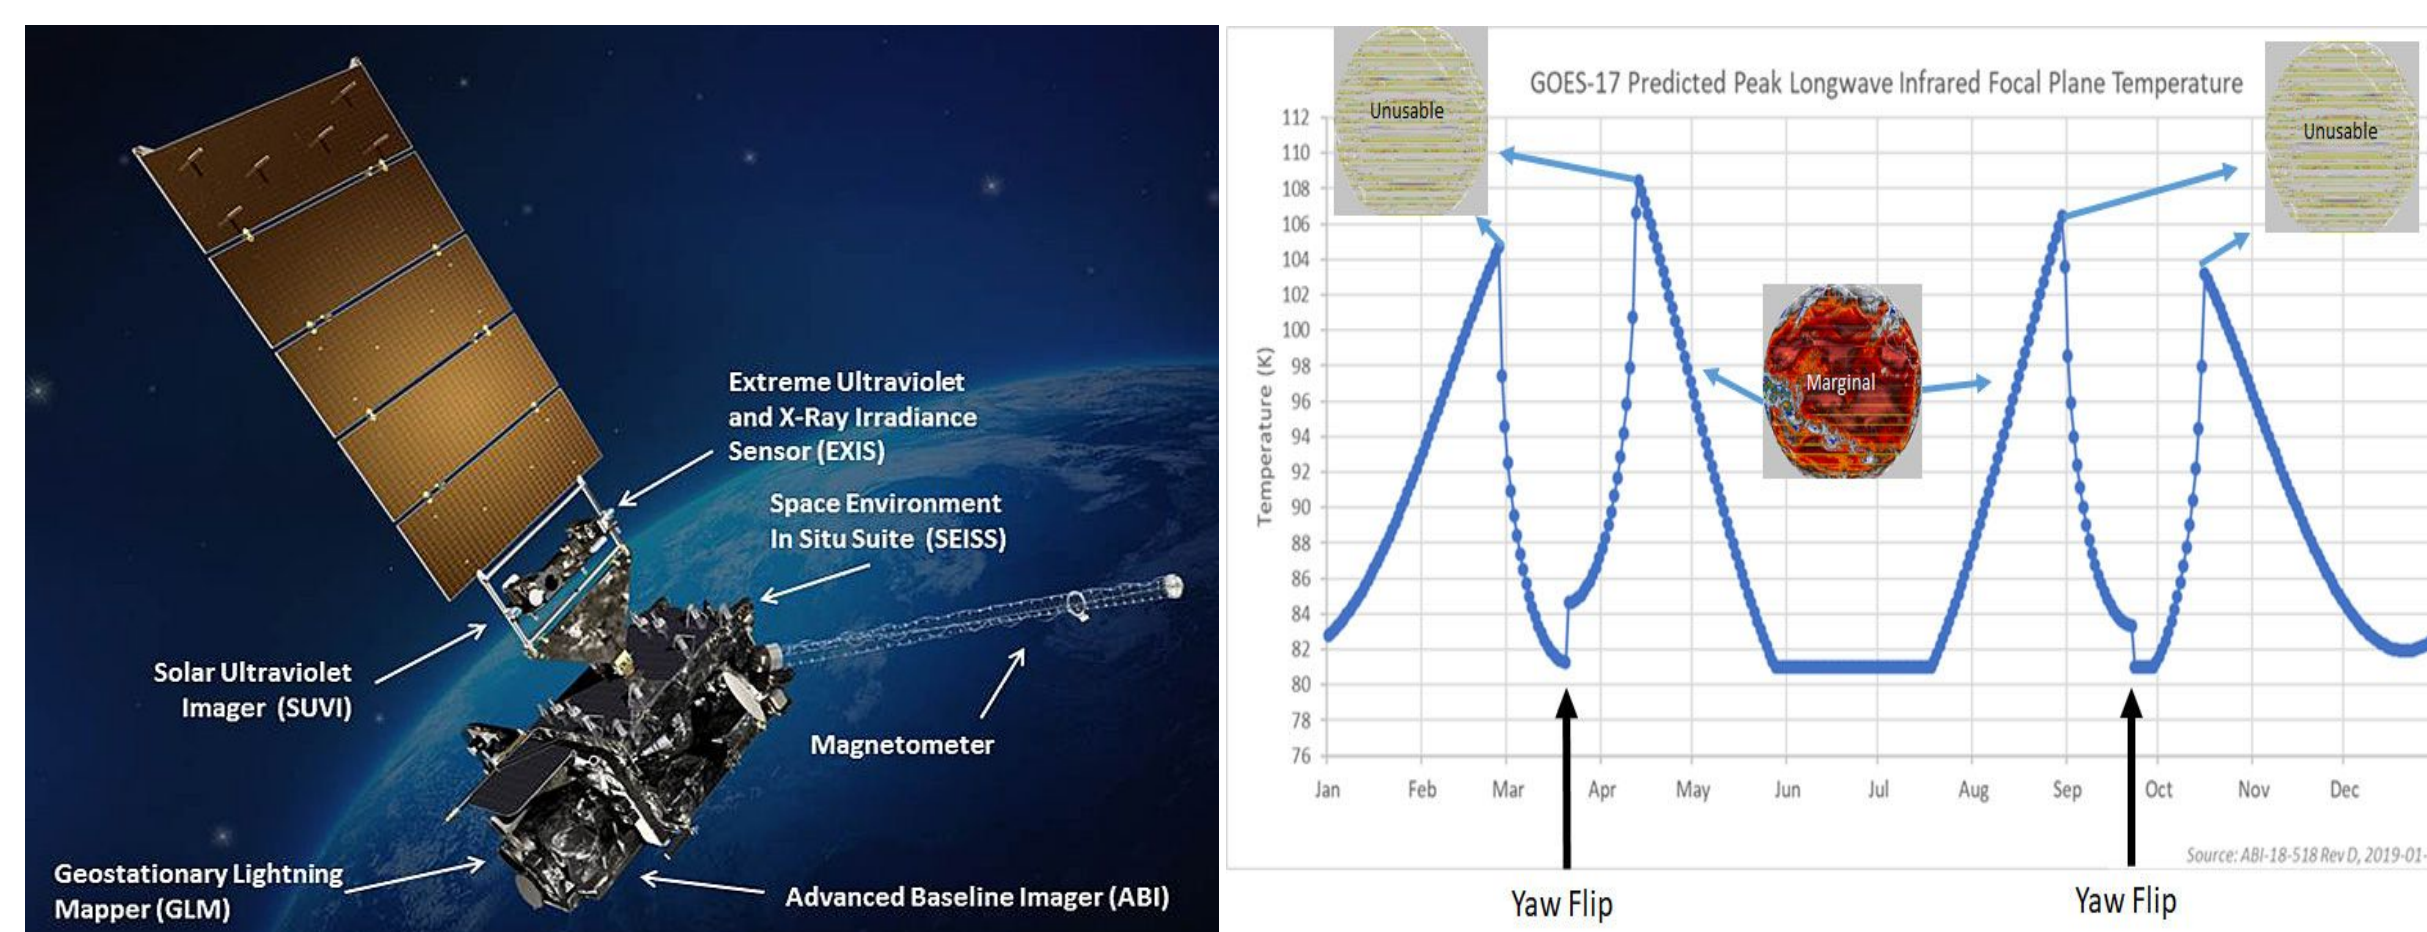 Extreme Ultraviolet
and X-Ray Irradiance
Sensor (EXIS)
Space Environment
In Situ Suite (SEISS)
Solar Ultraviolet
Imager (SUVI)
Magnetometer
Geostationary Lightning
Mapper (GLM)
Advanced Baseline Imager (ABI)
GOES-17 Predicted Peak Longwave Infrared Focal Plane Temperature
Unusable
Unusable
Marginal
Temperature (K)
112
110
108
106
104
102
100
98
96
94
92
90
88
86
84
82
80
78
76
Jan Feb Mar Apr May Jun Jul Aug Sep Oct Nov Dec
Source: ABI-18-518 Rev D, 2019-01-
Yaw Flip
Yaw Flip